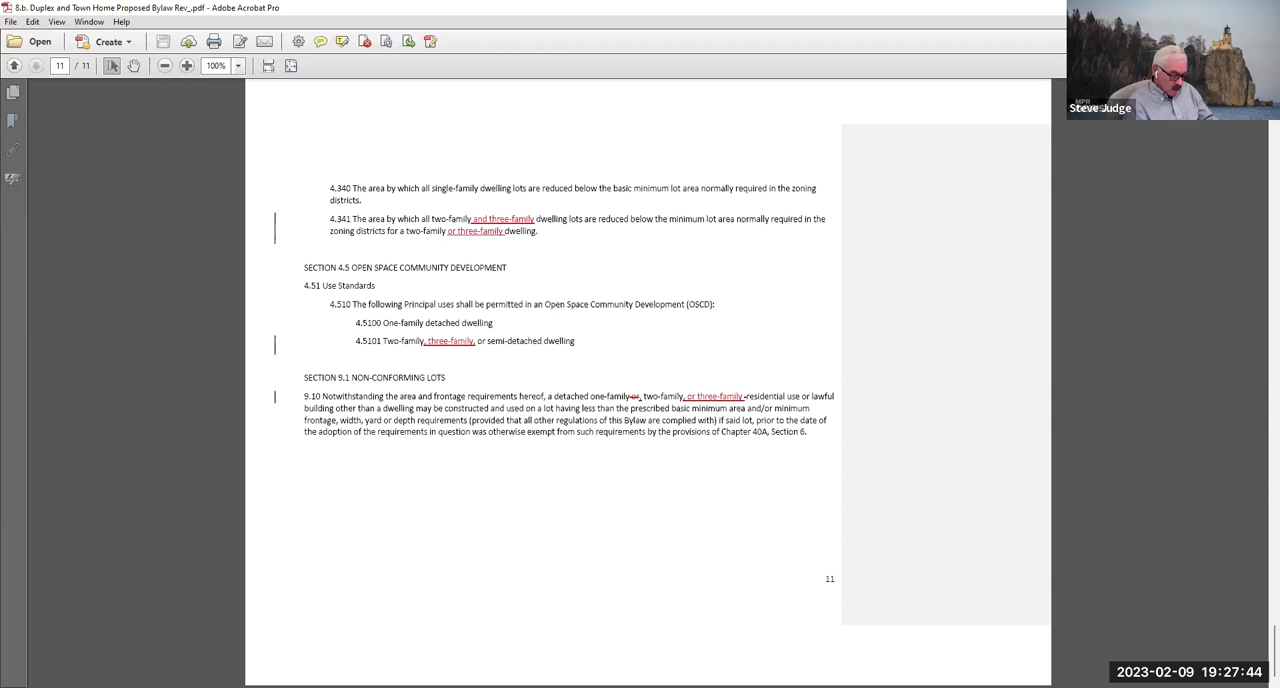 8.b. Duplex and Town Home Proposed Bylaw Rev_.pdf - Adobe Acrobat Pro
File Edit View Window Help
Open Create
11 / 11 100%
Steve Judge
4.340 The area by which all single-family dwelling lots are reduced below the basic minimum lot area normally required in the zoning
districts.
4.341 The area by which all two-family and three-family dwelling lots are reduced below the minimum lot area normally required in the
zoning districts for a two-family or three-family dwelling.
SECTION 4.5 OPEN SPACE COMMUNITY DEVELOPMENT
4.51 Use Standards
4.510 The following Principal uses shall be permitted in an Open Space Community Development (OSCD):
4.5100 One-family detached dwelling
4.5101 Two-family, three-family, or semi-detached dwelling
SECTION 9.1 NON-CONFORMING LOTS
9.10 Notwithstanding the area and frontage requirements hereof, a detached one-family or, two-family, or three-family -residential use or lawful
building other than a dwelling may be constructed and used on a lot having less than the prescribed basic minimum area and/or minimum
frontage, width, yard or depth requirements (provided that all other regulations of this Bylaw are complied with) if said lot, prior to the date of
the adoption of the requirements in question was otherwise exempt from such requirements by the provisions of Chapter 40A, Section 6.
11
2023-02-09 19:27:44